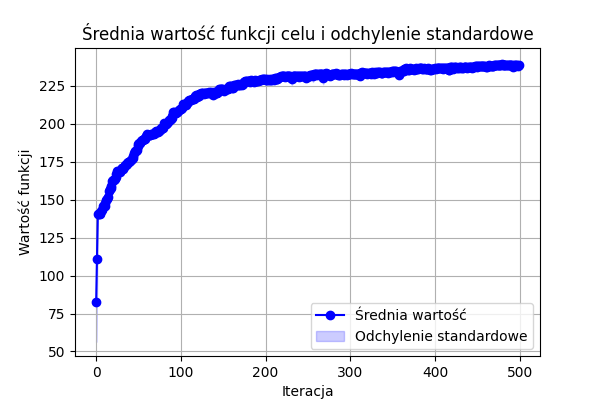 Średnia wartość funkcji celu i odchylenie standardowe
Wartość funkcji
225
200
175
150
125
100
75
50
0 100 200 300 400 500
Iteracja
Średnia wartość
Odchylenie standardowe